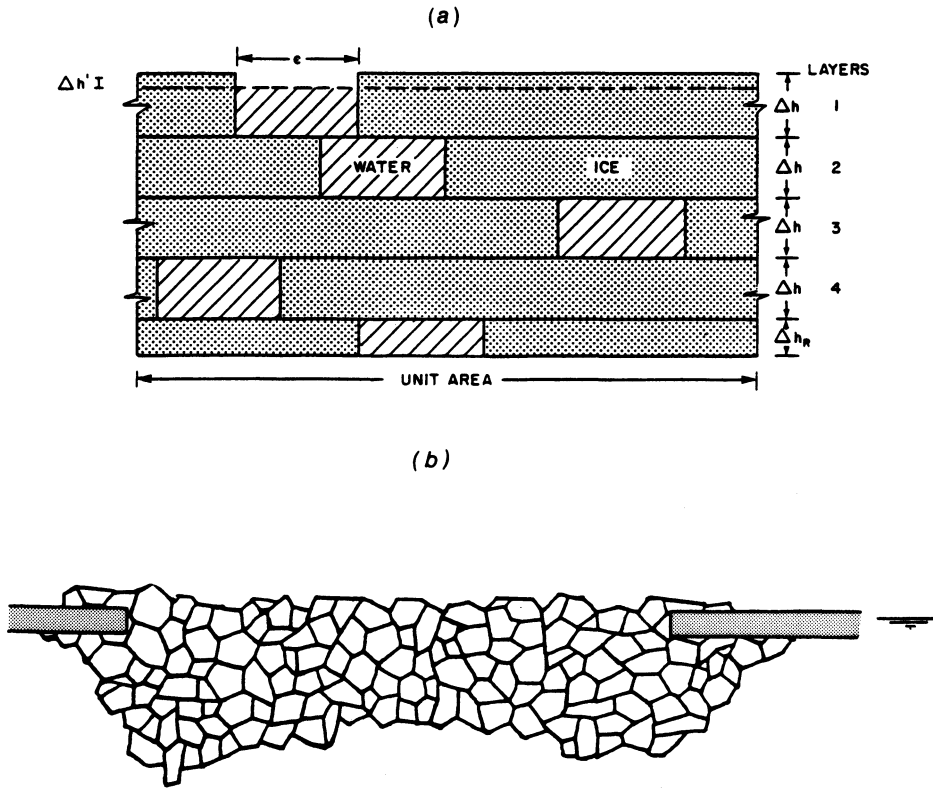 (a)
ϵ
LAYERS
Δh' I
Δh 1
WATER ICE Δh 2
Δh 3
Δh 4
Δh_R
UNIT AREA
(b)